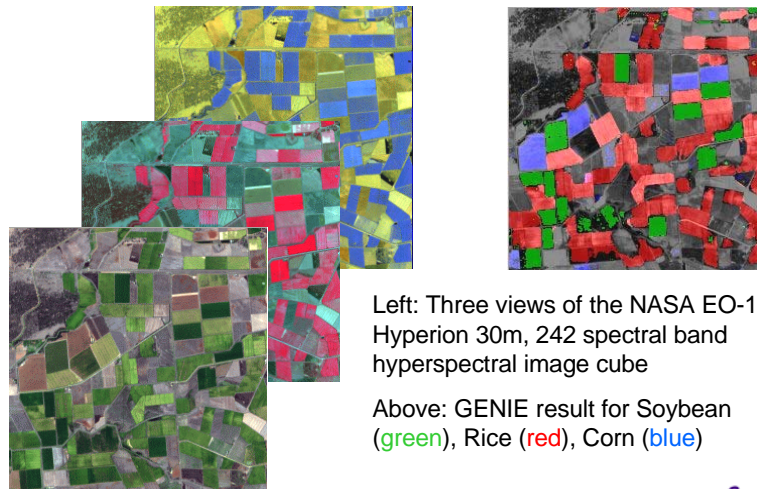 Left: Three views of the NASA EO-1
Hyperion 30m, 242 spectral band
hyperspectral image cube
Above: GENIE result for Soybean
(green), Rice (red), Corn (blue)